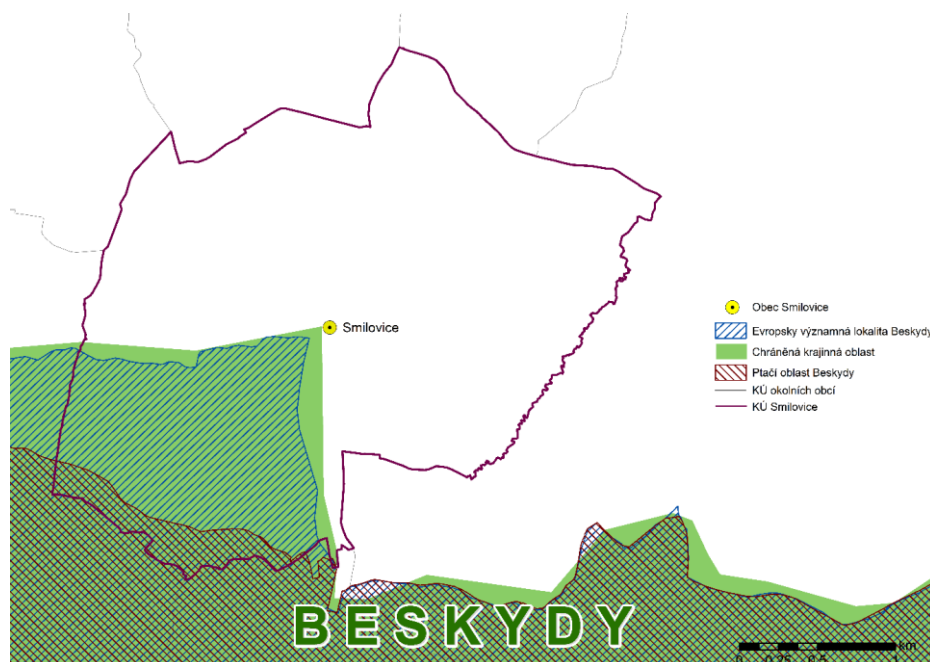 Smilovice
Obec Smilovice
Evropsky významná lokalita Beskydy
Chráněná krajinná oblast
Ptačí oblast Beskydy
KÚ okolních obcí
KÚ Smilovice
BESKYDY
km